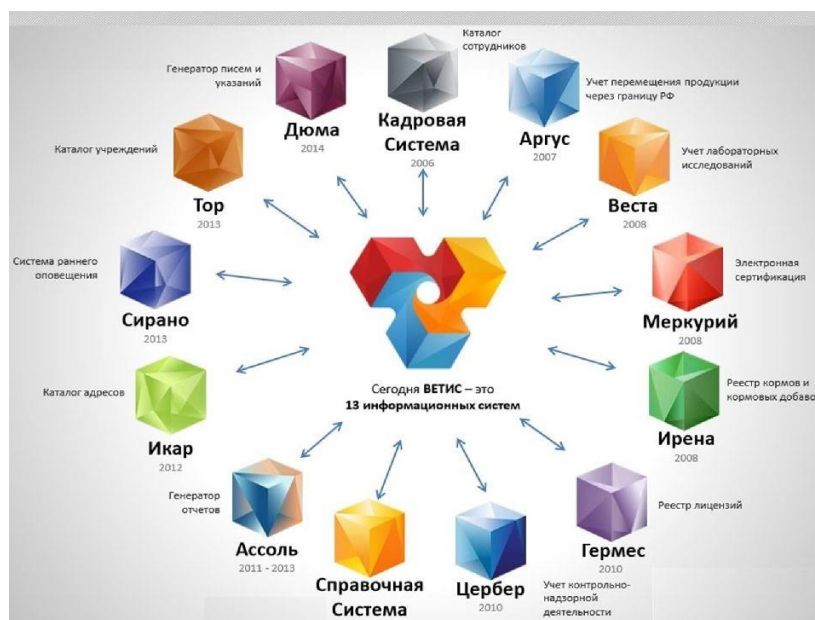 Каталог
сотрудников
Кадровая
Система
2006
Учет перемещения продукции
через границу РФ
Аргус
2007
Учет лабораторных
исследований
Веста
2008
Электронная
сертификация
Меркурий
2008
Реестр кормов и
кормовых добаво
Ирена
2008
Реестр лицензий
Гермес
2010
Учет контрольно-
надзорной
деятельности
Цербер
2010
Справочная
Система
Генератор
отчетов
Ассоль
2011 - 2013
Каталог адресов
Икар
2012
Система раннего
оповещения
Сирано
2013
Каталог учреждений
Тор
2013
Генератор писем и
указаний
Дюма
2014
Сегодня ВЕТИС – это
13 информационных систем